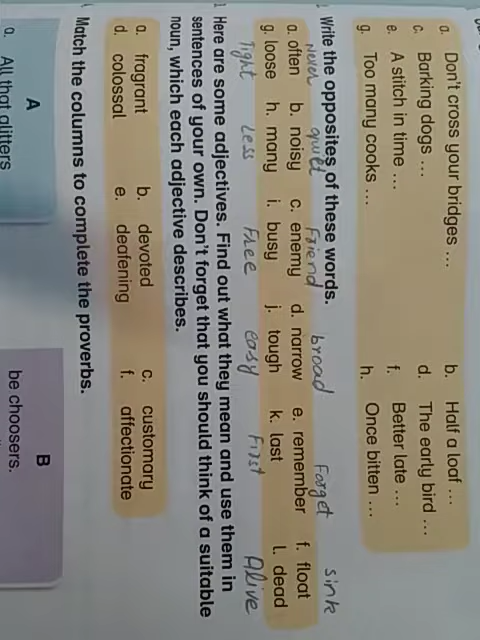 a. Don't cross your bridges ... b. Half a loaf ...
c. Barking dogs ... d. The early bird ...
e. A stitch in time ... f. Better late ...
g. Too many cooks ... h. Once bitten ...
Write the opposites of these words.
Never quiet Friend broad Forget sink
a. often b. noisy c. enemy d. narrow e. remember f. float
g. loose h. many i. busy j. tough k. last l. dead
Tight Less Free easy First Alive
Here are some adjectives. Find out what they mean and use them in
sentences of your own. Don't forget that you should think of a suitable
noun, which each adjective describes.
a. fragrant b. devoted c. customary
d. colossal e. deafening f. affectionate
Match the columns to complete the proverbs.
A B
a. All that glitters be choosers.